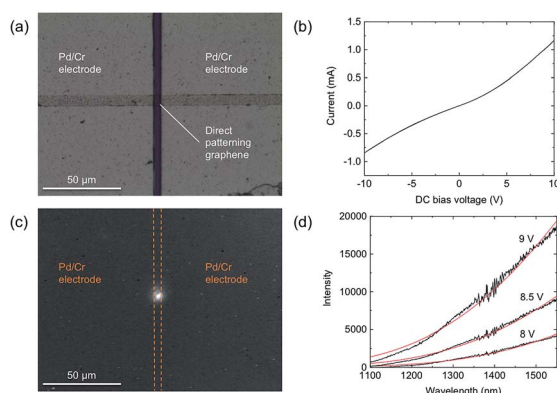 (a)
Pd/Cr
electrode
Pd/Cr
electrode
Direct
patterning
graphene
50 μm
(b)
1.5
1.0
0.5
0.0
-0.5
-1.0
Current (mA)
-10
-5
0
5
10
DC bias voltage (V)
(c)
Pd/Cr
electrode
Pd/Cr
electrode
50 μm
(d)
20000
15000
10000
5000
0
Intensity
9 V
8.5 V
8 V
1100
1200
1300
1400
1500
Wavelength (nm)